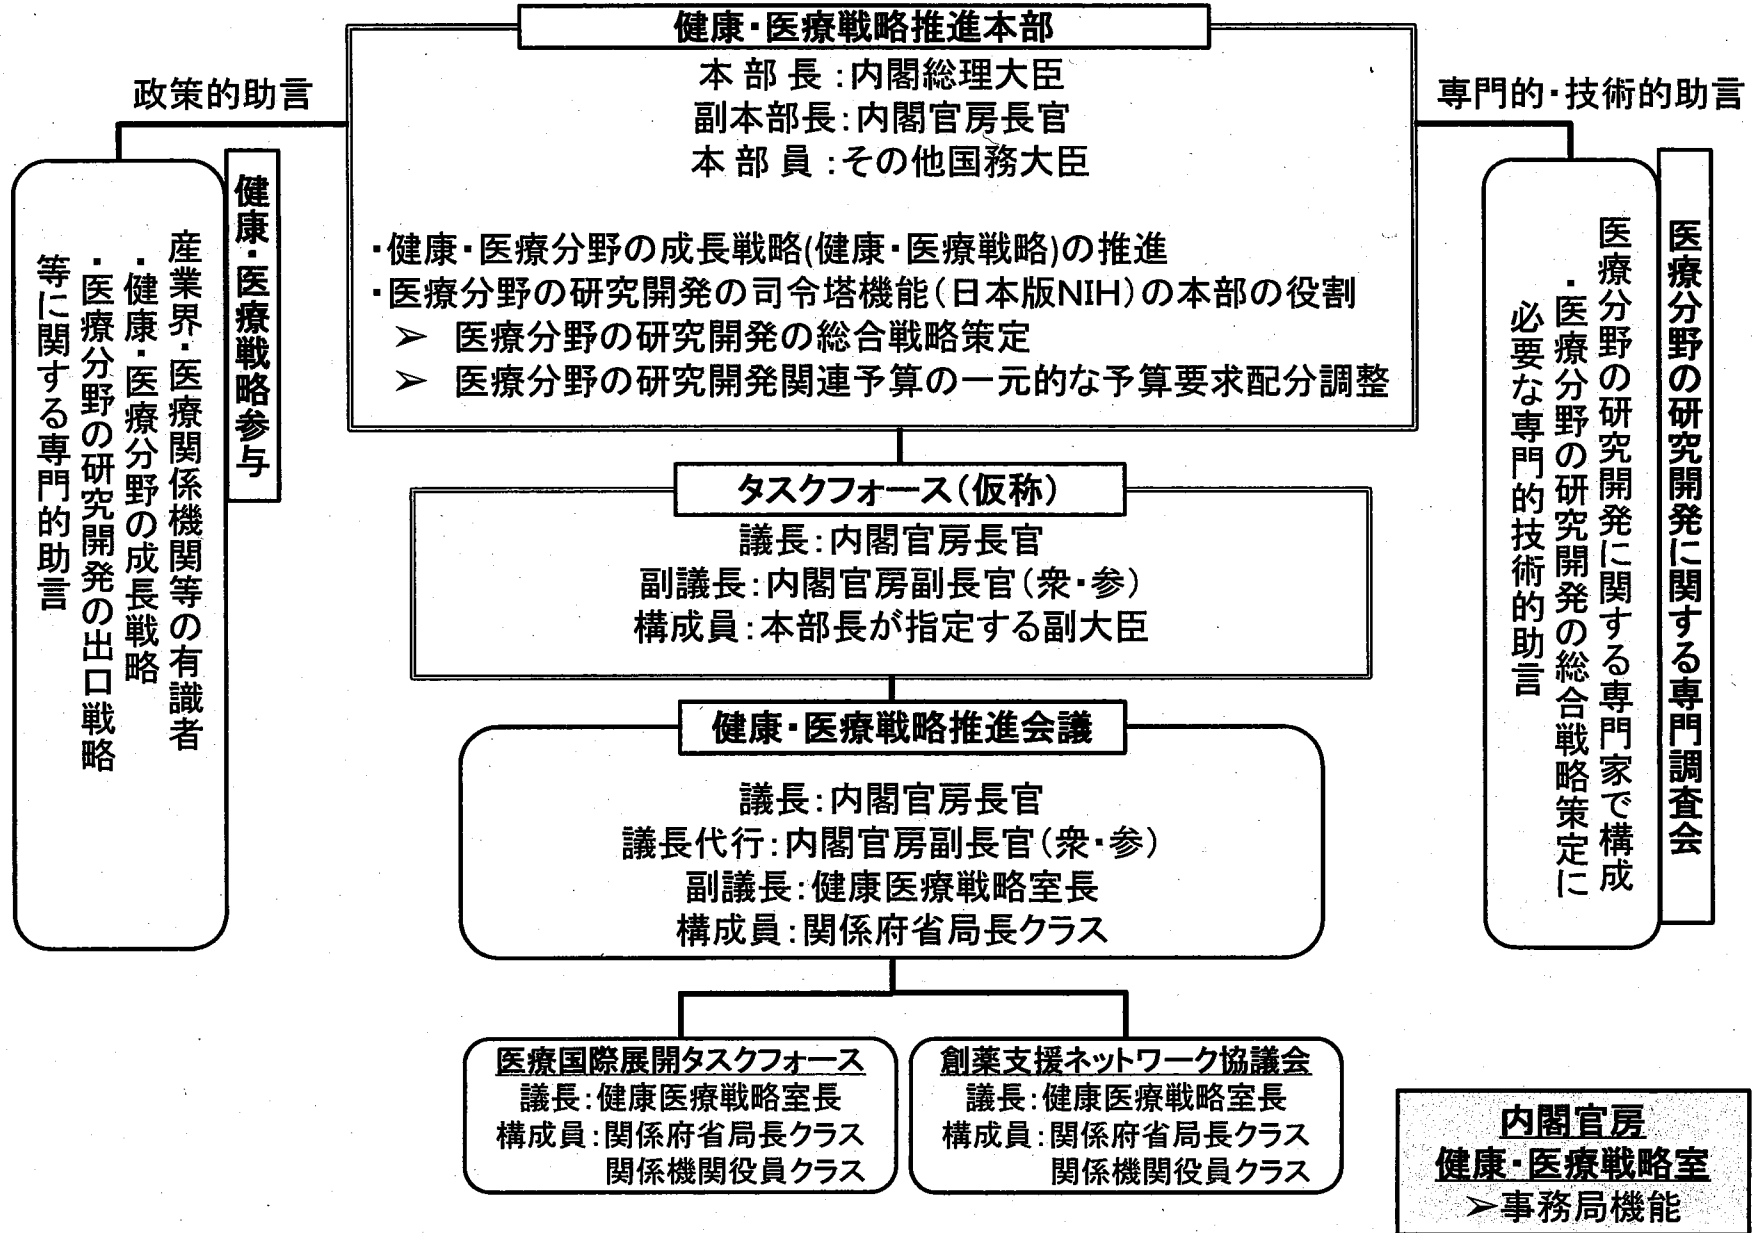 健康・医療戦略推進本部
本部長：内閣総理大臣
副本部長：内閣官房長官
本部員：その他国務大臣
・健康・医療分野の成長戦略(健康・医療戦略)の推進
・医療分野の研究開発の司令塔機能(日本版NIH)の本部の役割
➢ 医療分野の研究開発の総合戦略策定
➢ 医療分野の研究開発関連予算の一元的な予算要求配分調整
政策的助言
健康・医療戦略参与
産業界・医療関係機関等の有識者
・健康・医療分野の成長戦略
・医療分野の研究開発の出口戦略
等に関する専門的助言
専門的・技術的助言
医療分野の研究開発に関する専門調査会
医療分野の研究開発に関する専門家で構成
・医療分野の研究開発の総合戦略策定に
必要な専門的技術的助言
タスクフォース(仮称)
議長：内閣官房長官
副議長：内閣官房副長官(衆・参)
構成員：本部長が指定する副大臣
健康・医療戦略推進会議
議長：内閣官房長官
議長代行：内閣官房副長官(衆・参)
副議長：健康医療戦略室長
構成員：関係府省局長クラス
医療国際展開タスクフォース
議長：健康医療戦略室長
構成員：関係府省局長クラス
関係機関役員クラス
創薬支援ネットワーク協議会
議長：健康医療戦略室長
構成員：関係府省局長クラス
関係機関役員クラス
内閣官房
健康・医療戦略室
➢事務局機能